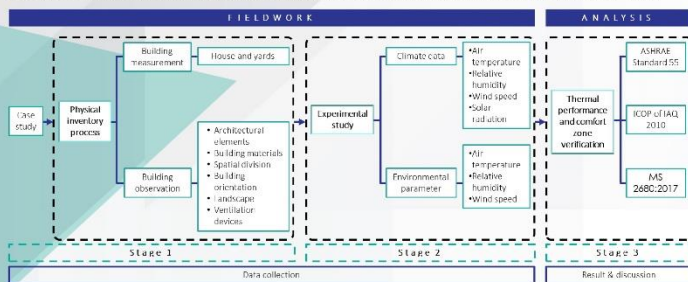 FIELDWORK
ANALYSIS
Case
study
Physical
inventory
process
Building
measurement
House and yards
Building
observation
• Architectural
elements
• Building materials
• Spatial division
• Building
orientation
• Landscape
• Ventilation
devices
Experimental
study
Climate data
•Air
temperature
•Relative
humidity
•Wind speed
•Solar
radiation
Environmental
parameter
•Air
temperature
•Relative
humidity
•Wind speed
Thermal
performance
and comfort
zone
verification
ASHRAE
Standard 55
ICOP of IAQ
2010
MS
2680:2017
Stage 1
Stage 2
Stage 3
Data collection
Result & discussion